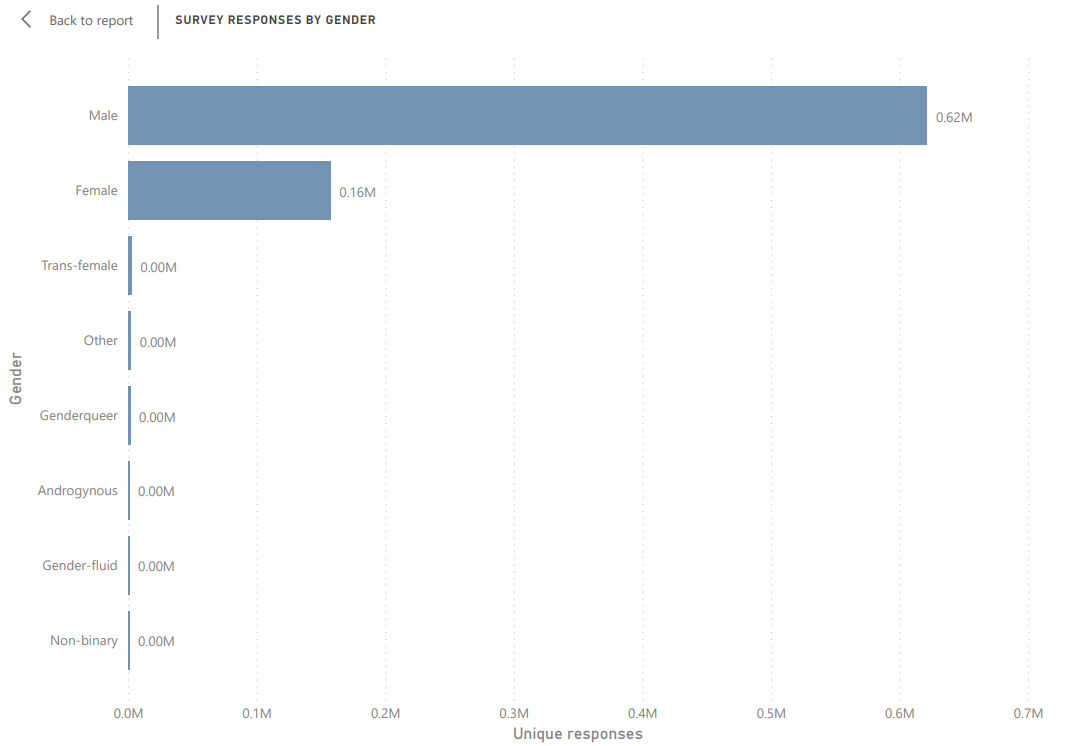 Back to report
SURVEY RESPONSES BY GENDER
Male 0.62M
Female 0.16M
Trans-female 0.00M
Other 0.00M
Genderqueer 0.00M
Androgynous 0.00M
Gender-fluid 0.00M
Non-binary 0.00M
Gender
0.0M 0.1M 0.2M 0.3M 0.4M 0.5M 0.6M 0.7M
Unique responses